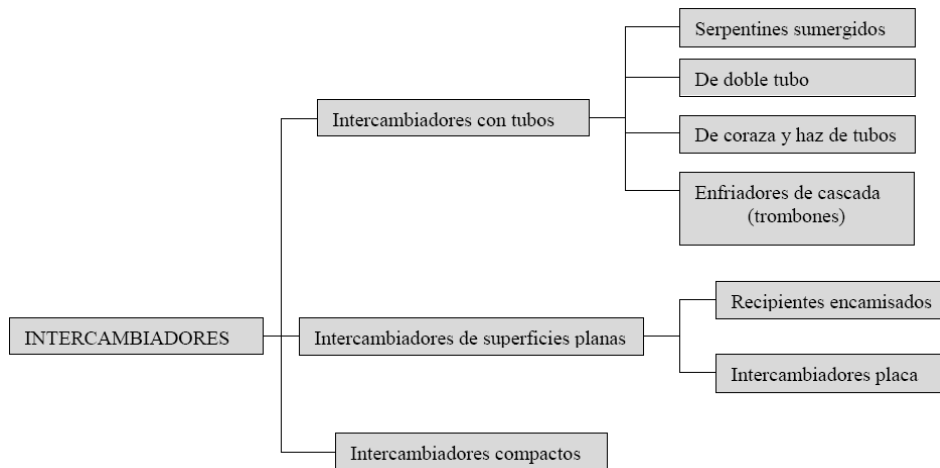 Serpentines sumergidos
De doble tubo
Intercambiadores con tubos
De coraza y haz de tubos
Enfriadores de cascada
(trombones)
Recipientes encamisados
INTERCAMBIADORES
Intercambiadores de superficies planas
Intercambiadores placa
Intercambiadores compactos